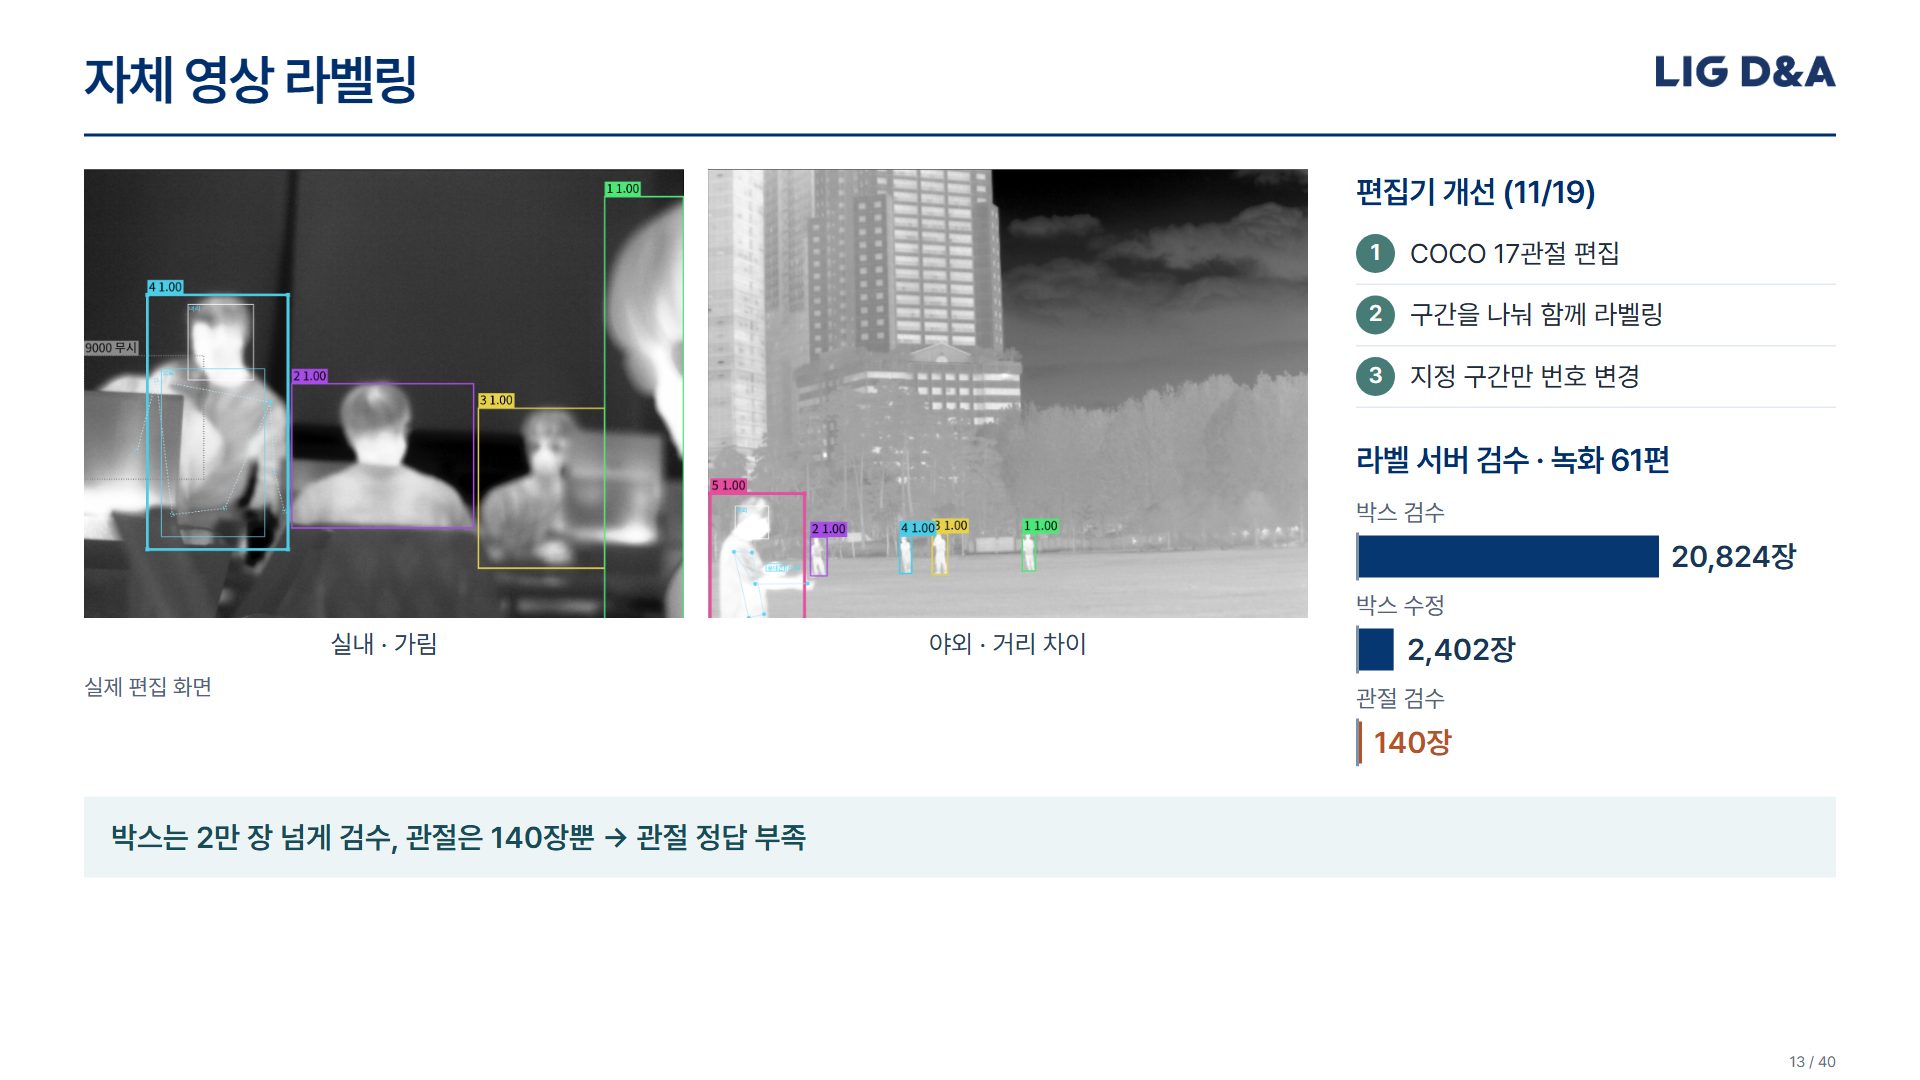 자체 영상 라벨링
LIG D&A
1 1.00
4 1.00
9000 무시
2 1.00
3 1.00
5 1.00
2 1.00
4 1.00
3 1.00
1 1.00
실내 · 가림
야외 · 거리 차이
실제 편집 화면
편집기 개선 (11/19)
1 COCO 17관절 편집
2 구간을 나눠 함께 라벨링
3 지정 구간만 번호 변경
라벨 서버 검수 · 녹화 61편
박스 검수
20,824장
박스 수정
2,402장
관절 검수
140장
박스는 2만 장 넘게 검수, 관절은 140장뿐 → 관절 정답 부족
13 / 40